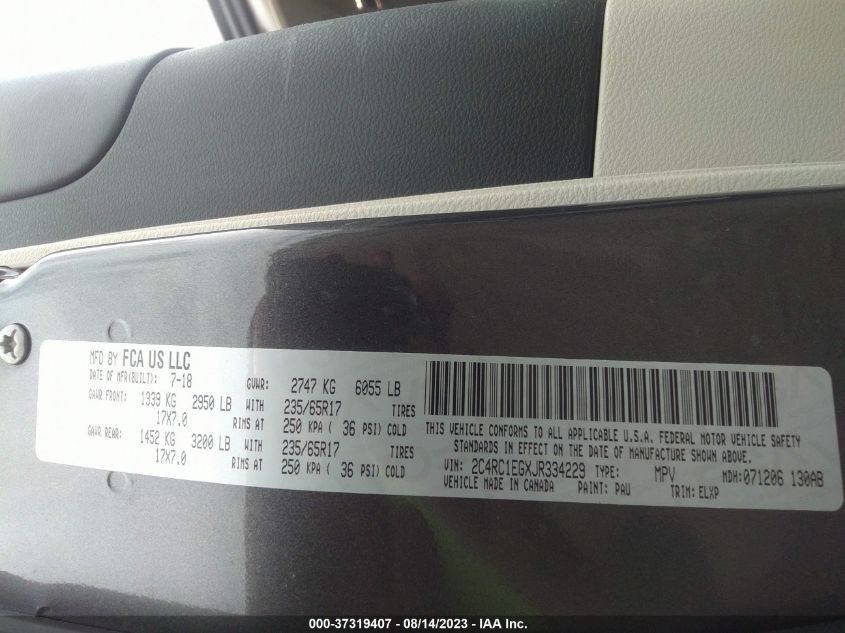 MFD BY FCA US LLC
DATE OF MFR(BUILT): 7-18 GVWR: 2747 KG 6055 LB
GAWR FRONT: 1339 KG 2950 LB WITH 235/65R17 TIRES
17X7.0 RIMS AT 250 KPA ( 36 PSI) COLD
GAWR REAR: 1452 KG 3200 LB WITH 235/65R17 TIRES
17X7.0 RIMS AT 250 KPA ( 36 PSI) COLD
THIS VEHICLE CONFORMS TO ALL APPLICABLE U.S.A. FEDERAL MOTOR VEHICLE SAFETY
STANDARDS IN EFFECT ON THE DATE OF MANUFACTURE SHOWN ABOVE.
VIN: 2C4RC1EGXJR334229 TYPE: MPV MDH:071206 130AB
VEHICLE MADE IN CANADA PAINT: PAU TRIM: ELXP
000-37319407 - 08/14/2023 - IAA Inc.